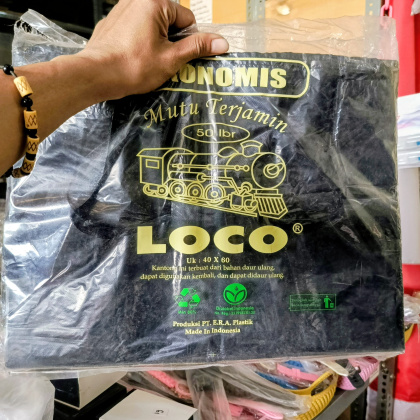 KONOMIS
Mutu Terjamin
50 lbr
LOCO®
Uk : 40 X 60
Kantong ini terbuat dari bahan daur ulang,
dapat digunakan kembali, dan dapat didaur ulang.
Produksi PT. E.R.A. Plastik
Made In Indonesia